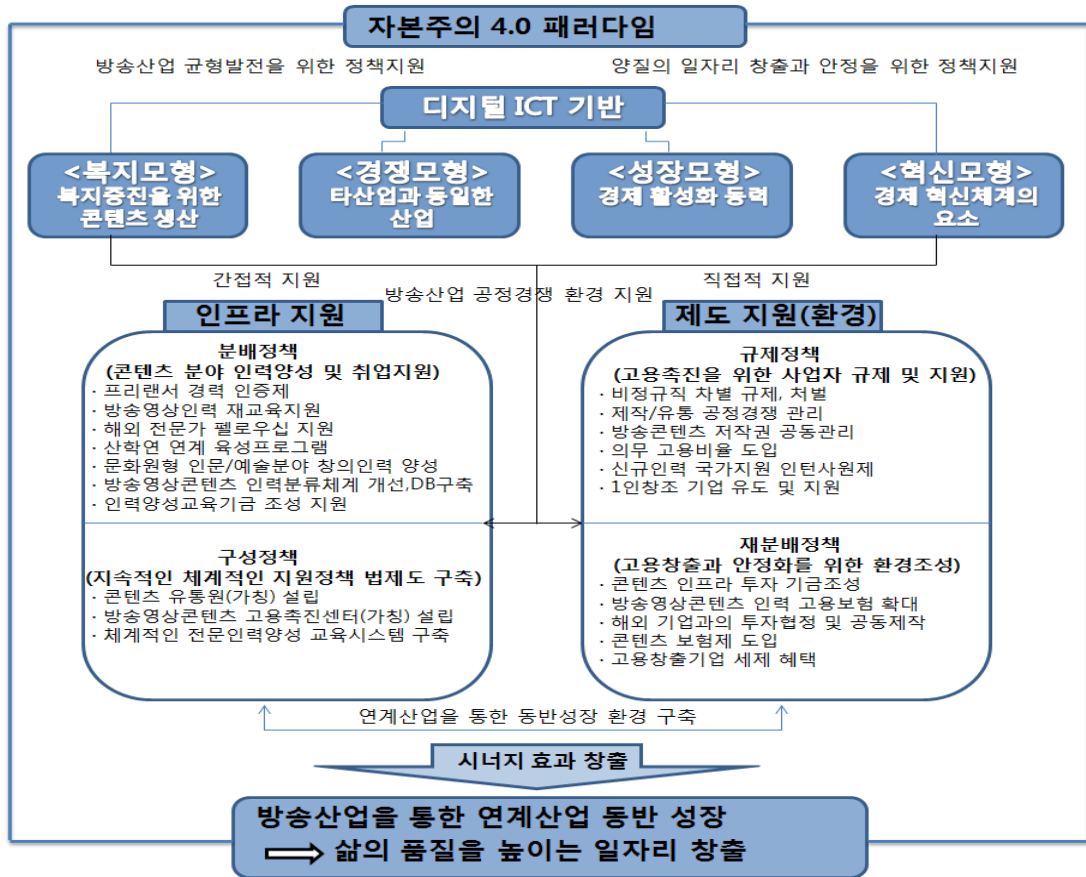 자본주의 4.0 패러다임
방송산업 균형발전을 위한 정책지원
양질의 일자리 창출과 안정을 위한 정책지원
디지털 ICT 기반
<복지모형>
복지증진을 위한
콘텐츠 생산
<경쟁모형>
타산업과 동일한
산업
<성장모형>
경제 활성화 동력
<혁신모형>
경제 혁신체계의
요소
간접적 지원
직접적 지원
방송산업 공정경쟁 환경 지원
인프라 지원
분배정책
(콘텐츠 분야 인력양성 및 취업지원)
· 프리랜서 경력 인증제
· 방송영상인력 재교육지원
· 해외 전문가 펠로우십 지원
· 산학연 연계 육성프로그램
· 문화원형 인문/예술분야 창의인력 양성
· 방송영상콘텐츠 인력분류체계 개선,DB구축
· 인력양성교육기금 조성 지원
구성정책
(지속적인 체계적인 지원정책 법제도 구축)
· 콘텐츠 유통원(가칭) 설립
· 방송영상콘텐츠 고용촉진센터(가칭) 설립
· 체계적인 전문인력양성 교육시스템 구축
제도 지원(환경)
규제정책
(고용촉진을 위한 사업자 규제 및 지원)
· 비정규직 차별 규제, 처벌
· 제작/유통 공정경쟁 관리
· 방송콘텐츠 저작권 공동관리
· 의무 고용비율 도입
· 신규인력 국가지원 인턴사원제
· 1인창조 기업 유도 및 지원
재분배정책
(고용창출과 안정화를 위한 환경조성)
· 콘텐츠 인프라 투자 기금조성
· 방송영상콘텐츠 인력 고용보험 확대
· 해외 기업과의 투자협정 및 공동제작
· 콘텐츠 보험제 도입
· 고용창출기업 세제 혜택
연계산업을 통한 동반성장 환경 구축
시너지 효과 창출
방송산업을 통한 연계산업 동반 성장
삶의 품질을 높이는 일자리 창출